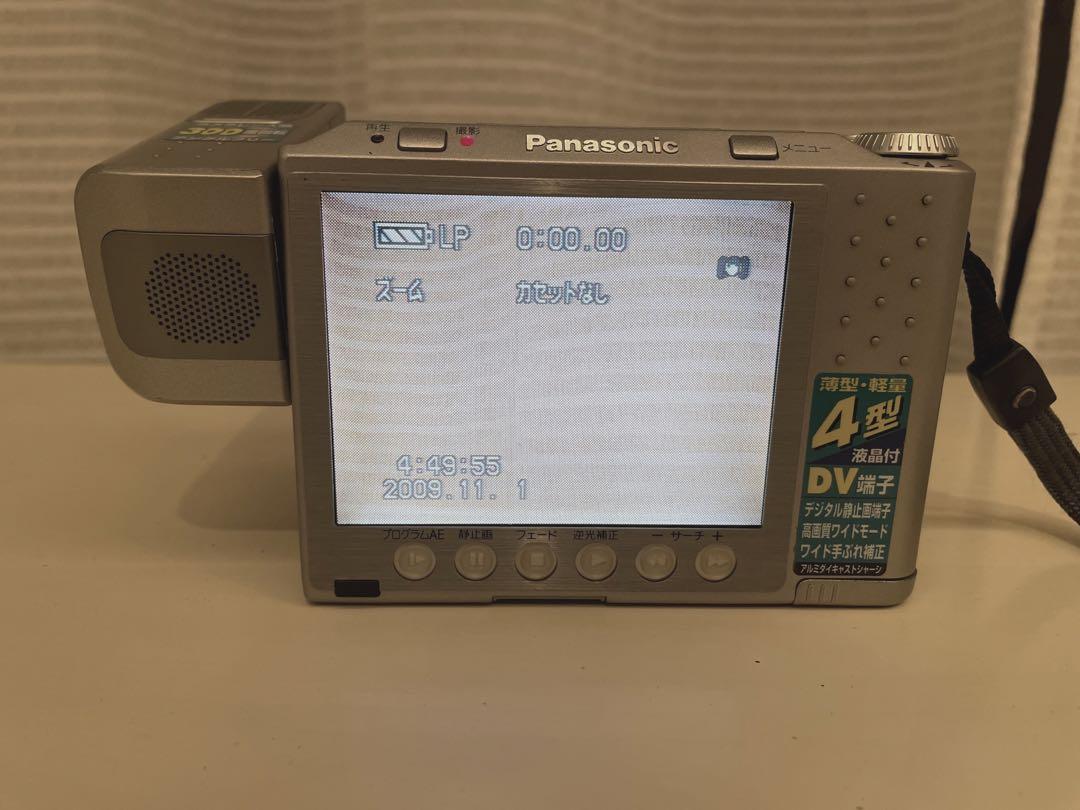 300
再生
撮影
Panasonic
メニュー
LP 0:00.00
ズーム カセットなし
4:49:55
2009.11. 1
薄型・軽量
4型
液晶付
DV端子
デジタル静止画端子
高画質ワイドモード
ワイド手ぶれ補正
アルミダイキャストシャーシ
プログラムAE 静止画 フェード 逆光補正 − サーチ +